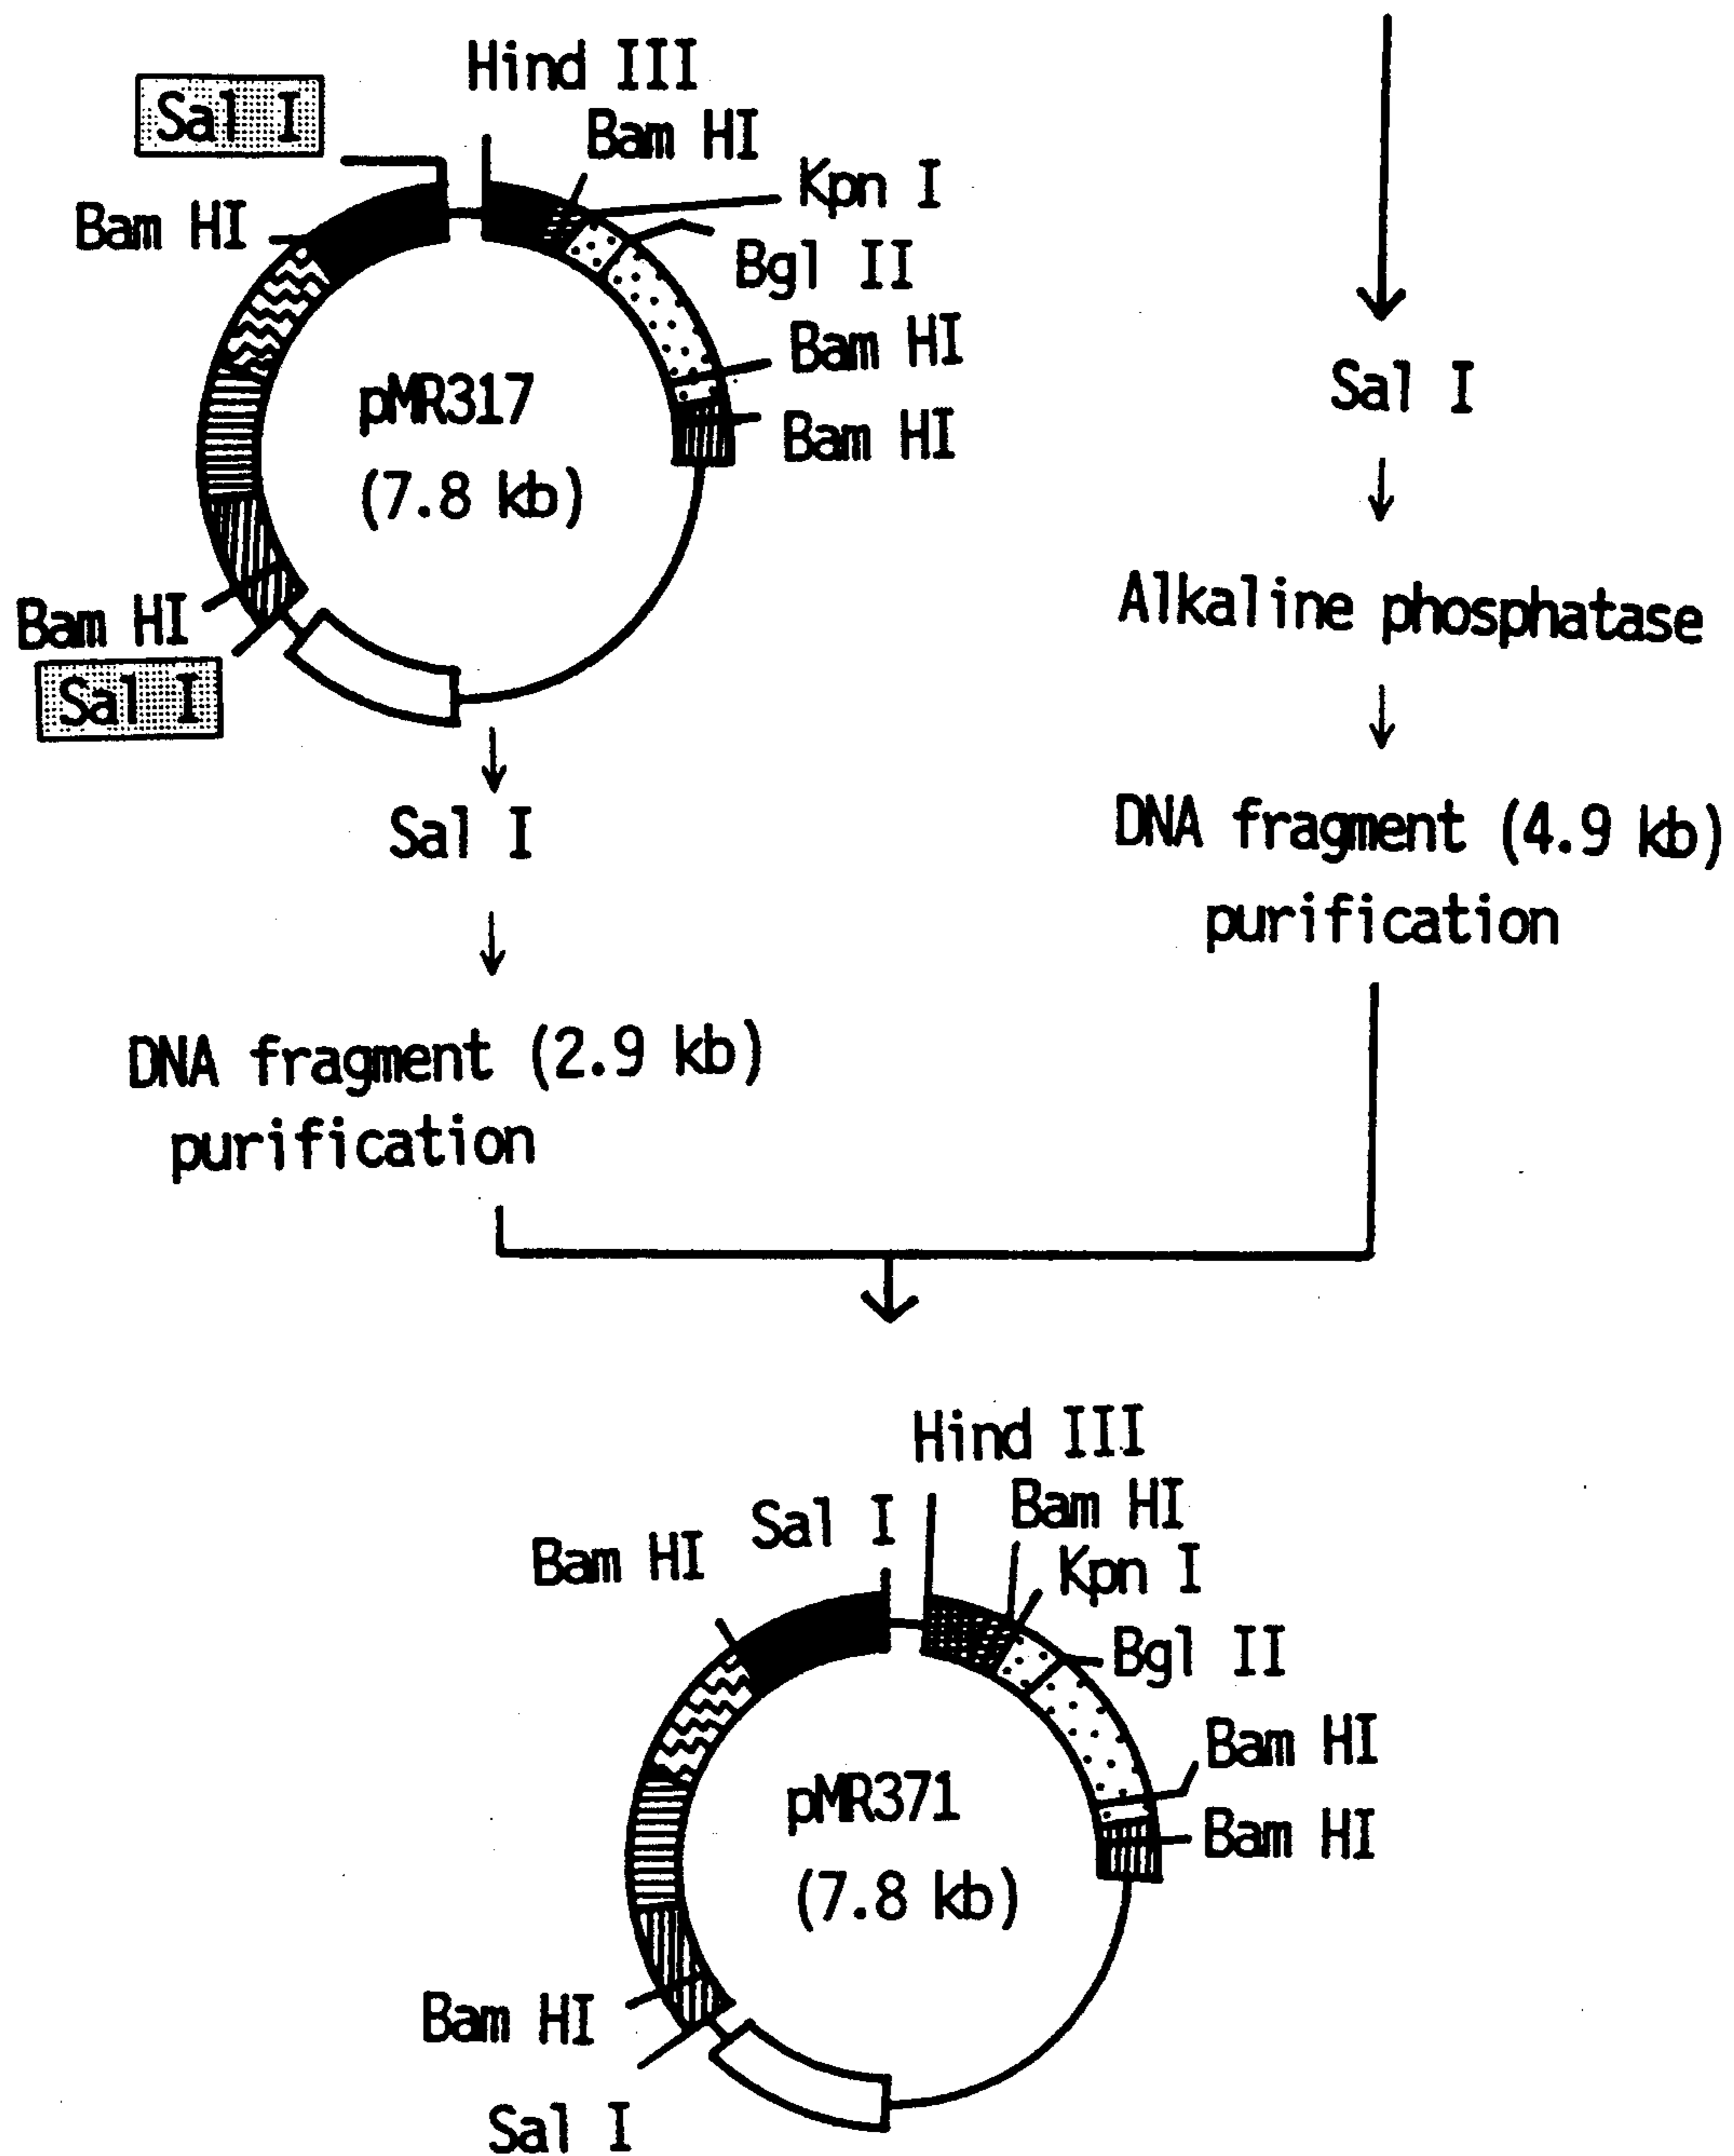 Hind III
Sal I
Bam HI
Kpn I
Bam HI
Bgl II
Bam HI
pMR317
(7.8 kb)
Bam HI
Bam HI
Sal I
Sal I
DNA fragment (2.9 kb)
purification
Sal I
Alkaline phosphatase
DNA fragment (4.9 kb)
purification
Hind III
Bam HI
Sal I
Bam HI
Kpn I
Bgl II
Bam HI
pMR371
(7.8 kb)
Bam HI
Bam HI
Sal I